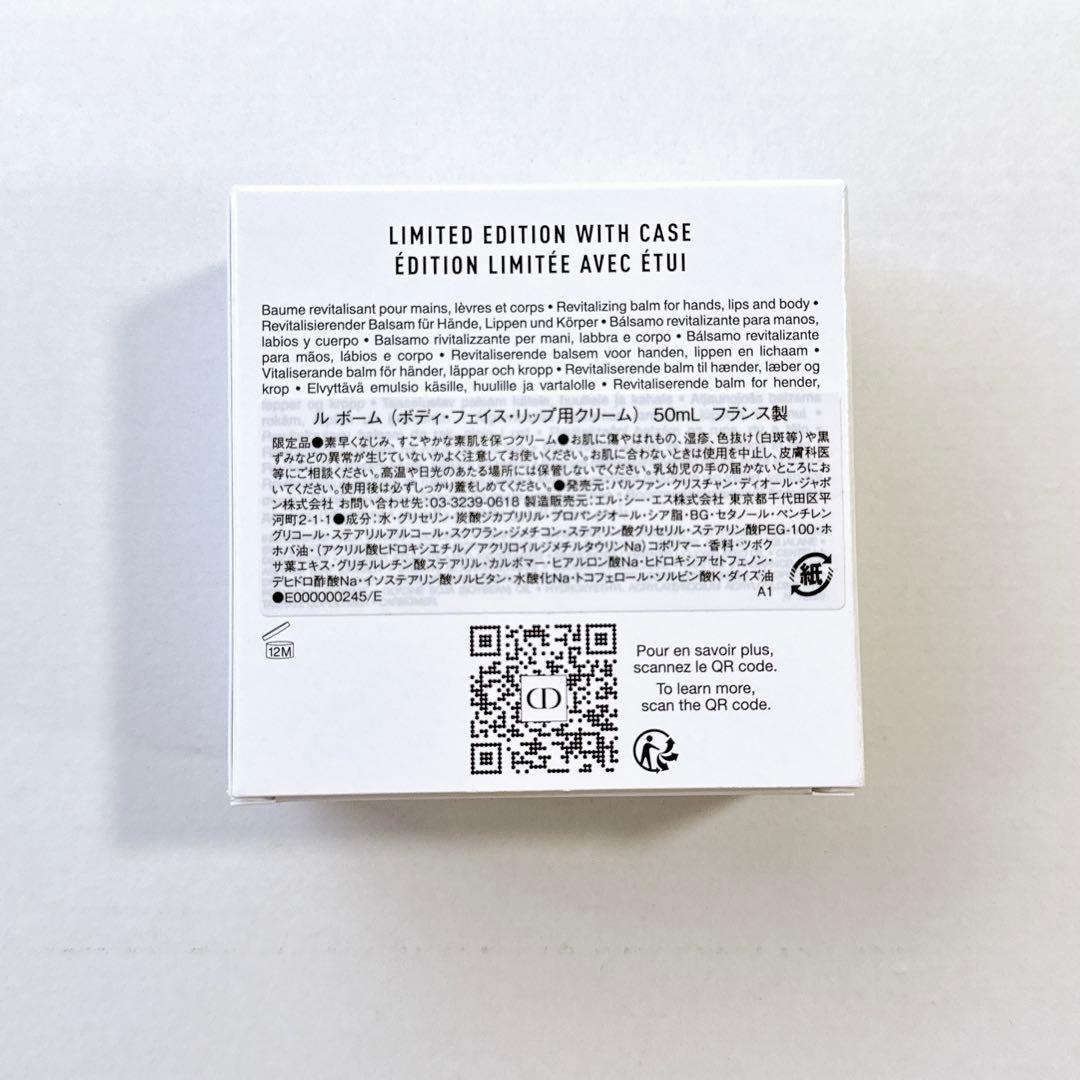 LIMITED EDITION WITH CASE
ÉDITION LIMITÉE AVEC ÉTUI
Baume revitalisant pour mains, lèvres et corps • Revitalizing balm for hands, lips and body •
Revitalisierender Balsam für Hände, Lippen und Körper • Bálsamo revitalizante para manos,
labios y cuerpo • Balsamo rivitalizzante per mani, labbra e corpo • Bálsamo revitalizante
para mãos, lábios e corpo • Revitaliserende balsem voor handen, lippen en lichaam •
Vitaliserande balm för händer, läppar och kropp • Revitaliserende balm til hænder, læber og
krop • Elvyttävä emulsio käsille, huulille ja vartalolle • Revitaliserende balm for hender,
ル ボーム（ボディ・フェイス・リップ用クリーム） 50mL フランス製
限定品●素早くなじみ、すこやかな素肌を保つクリーム●お肌に傷やはれもの、湿疹、色抜け(白斑等)や黒
ずみなどの異常が生じていないかよく注意してお使いください。お肌に合わないときは使用を中止し、皮膚科医
等にご相談ください。高温や日光のあたる場所には保管しないでください。乳幼児の手の届かないところにお
いてください。使用後は必ずしっかり蓋をしめてください。●発売元：パルファン・クリスチャン・ディオール・ジャポ
ン株式会社 お問い合わせ先：03-3239-0618 製造販売元：エル・シー・エス株式会社 東京都千代田区平
河町2-1-1●成分：水・グリセリン・炭酸ジカプリリル・プロパンジオール・シア脂・BG・セタノール・ペンチレン
グリコール・ステアリルアルコール・スクワラン・ジメチコン・ステアリン酸グリセリル・ステアリン酸PEG-100・ホ
ホバ油・(アクリル酸ヒドロキシエチル／アクリロイルジメチルタウリンNa)コポリマー・香料・ツボク
サ葉エキス・グリチルレチン酸ステアリル・カルボマー・ヒアルロン酸Na・ヒドロキシアセトフェノン・
デヒドロ酢酸Na・イソステアリン酸ソルビタン・水酸化Na・トコフェロール・ソルビン酸K・ダイズ油
●E000000245/E A1
紙
12M
CD
Pour en savoir plus,
scannez le QR code.
To learn more,
scan the QR code.